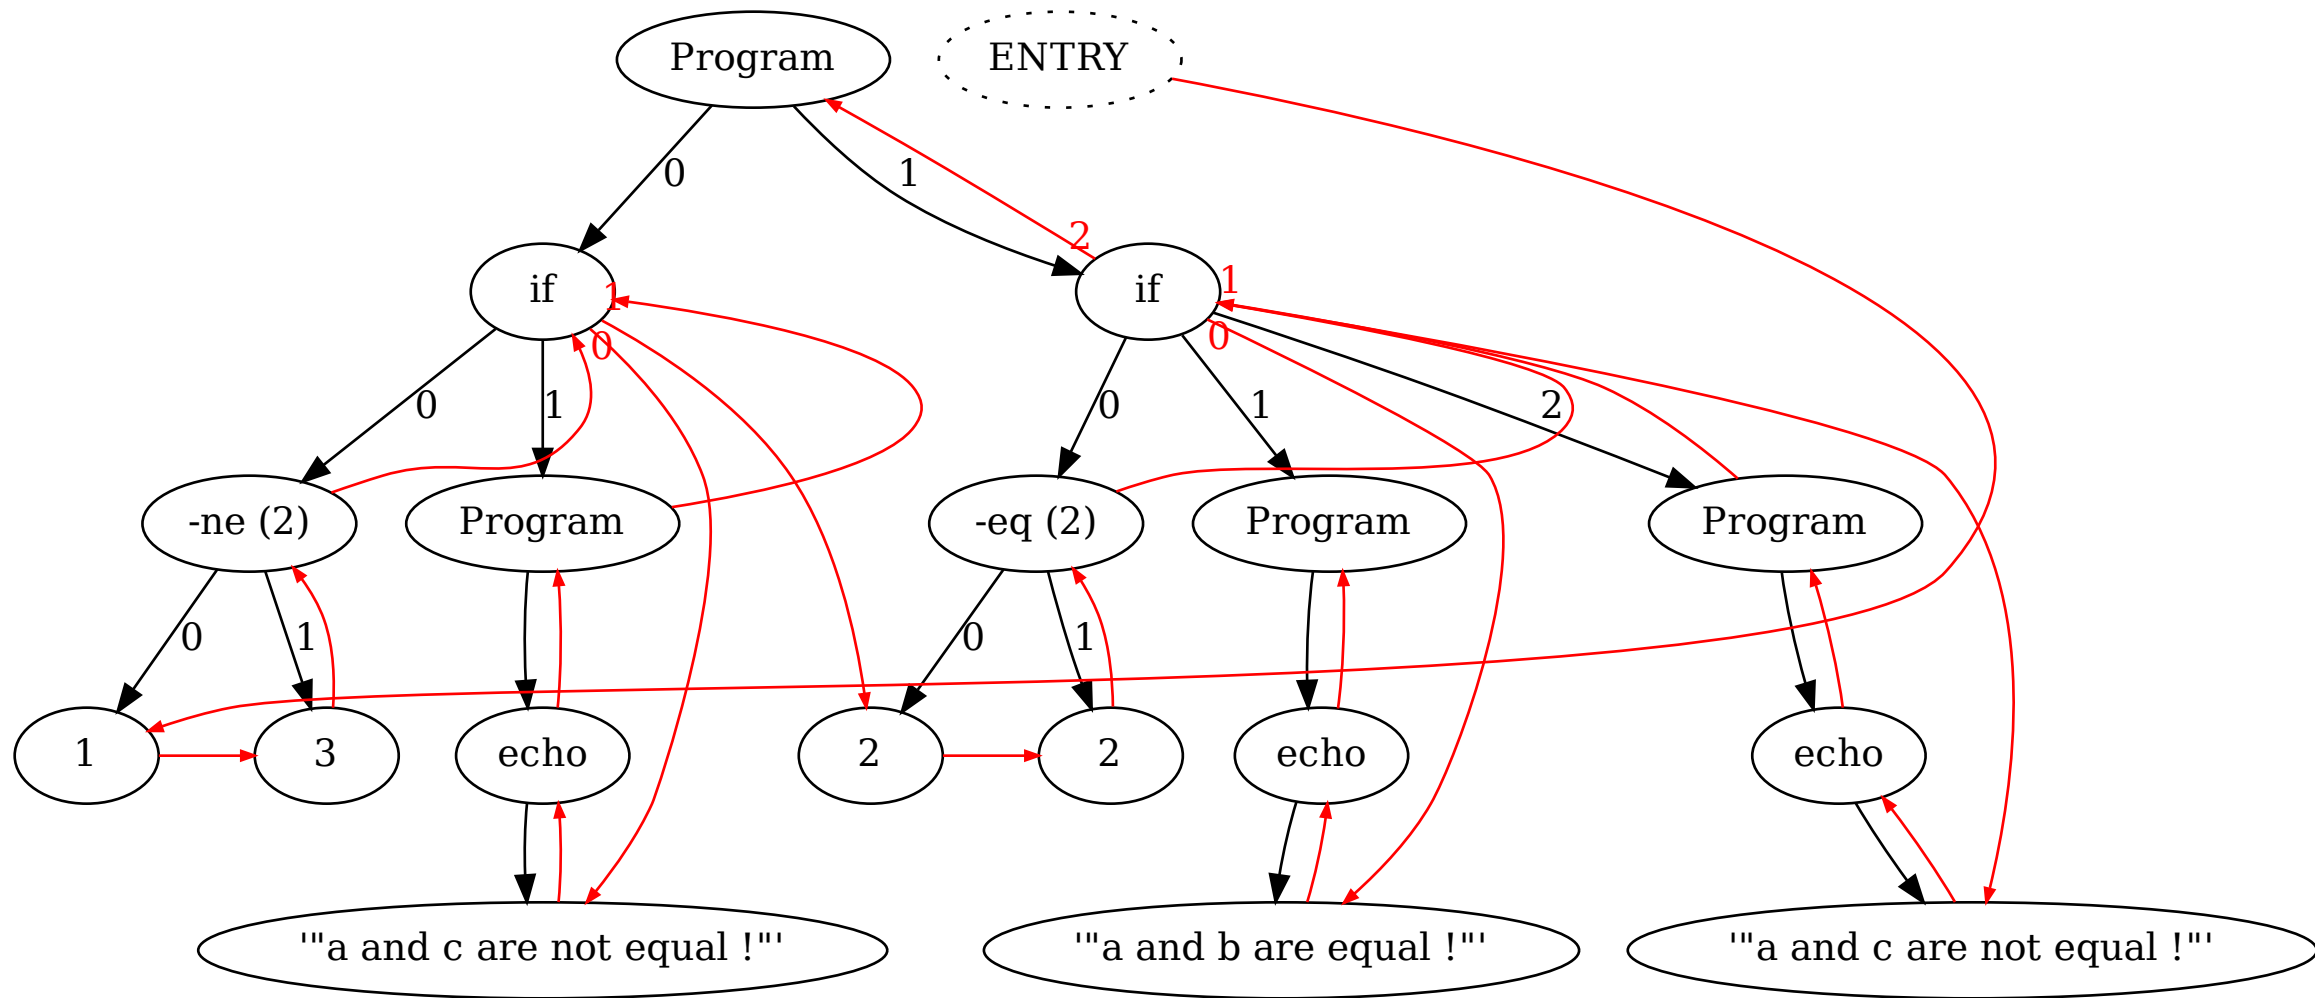 Program
ENTRY
0
1
2
if
1
if
1
0
0
0
1
0
1
2
-ne (2)
Program
-eq (2)
Program
Program
0
1
0
1
1
3
echo
2
2
echo
echo
'"a and c are not equal !"'
'"a and b are equal !"'
'"a and c are not equal !"'